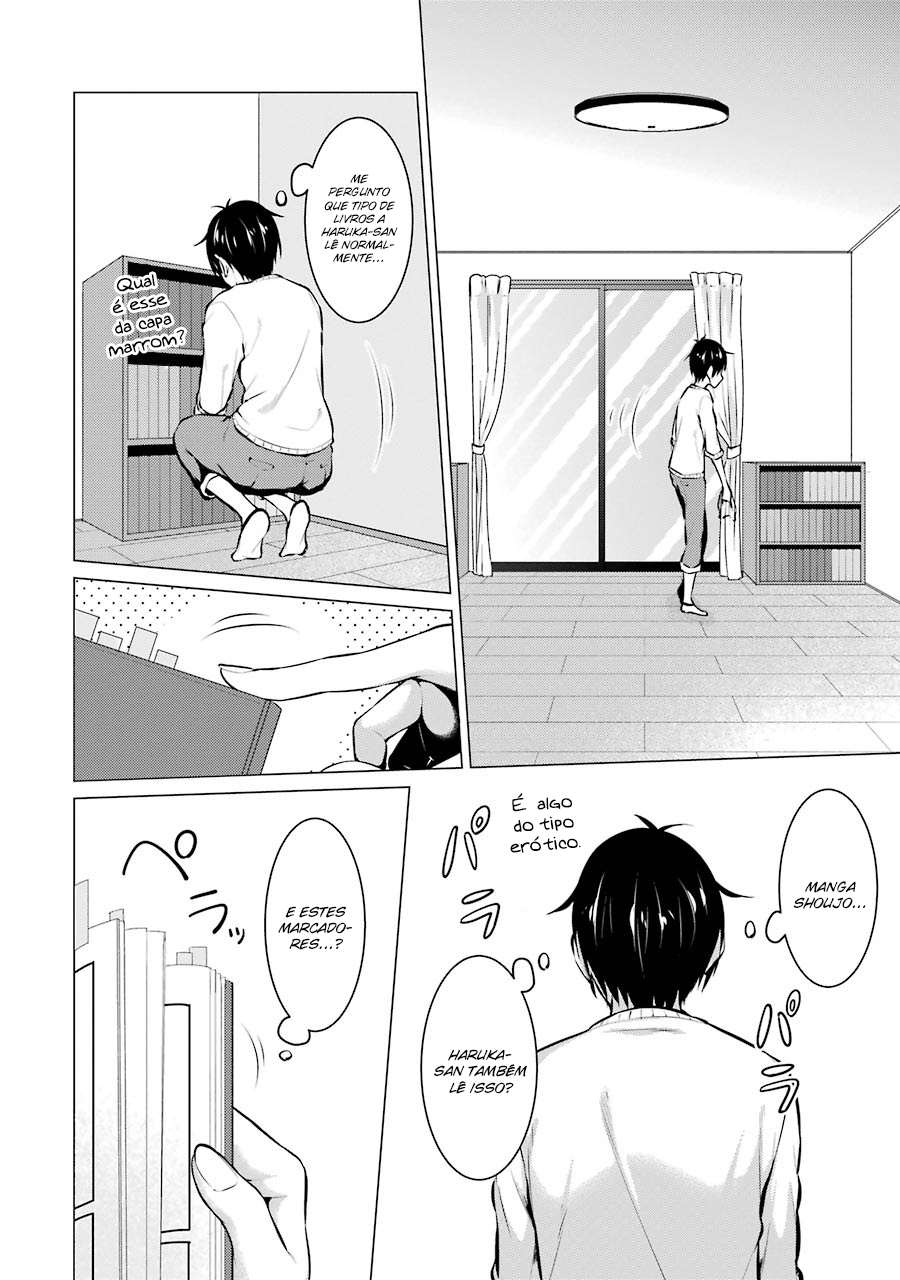 ME
PERGUNTO
QUE TIPO DE
LIVROS A
HARUKA-SAN
LÊ NORMAL-
MENTE...
Qual
é esse
da capa
marrom?
MANGA
SHOUJO...
É algo
do tipo
erótico.
パラ
パラ
HARUKA-
SAN TAMBÉM
LÊ ISSO?
E ESTES
MARCADO-
RES...?
ペラッ